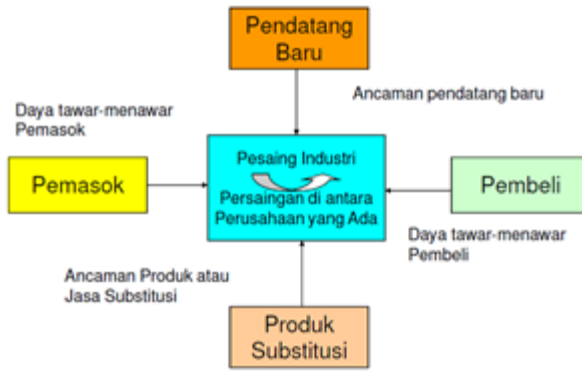 Pendatang
Baru
Ancaman pendatang baru
Daya tawar-menawar
Pemasok
Pesaing Industri
Persaingan di antara
Perusahaan yang Ada
Pemasok
Pembeli
Daya tawar-menawar
Pembeli
Ancaman Produk atau
Jasa Substitusi
Produk
Substitusi